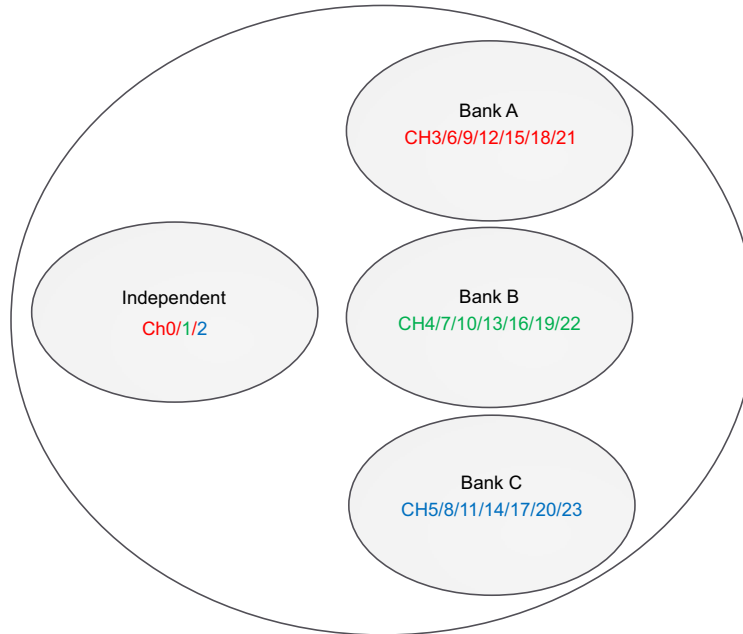 Bank A
CH3/6/9/12/15/18/21
Independent
Ch0/1/2
Bank B
CH4/7/10/13/16/19/22
Bank C
CH5/8/11/14/17/20/23